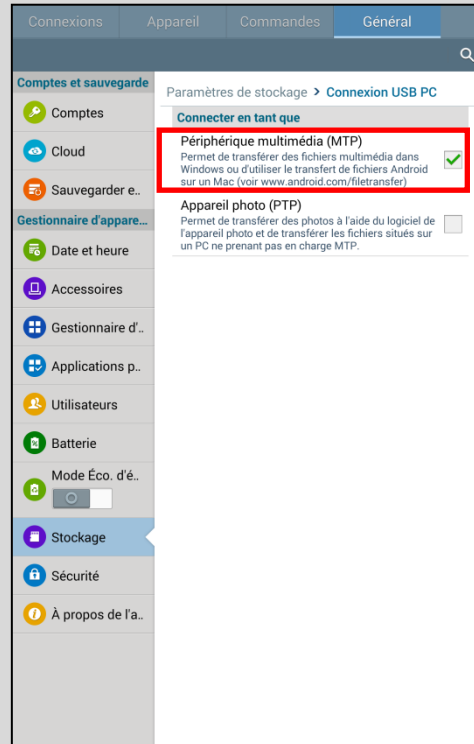 Connexions Appareil Commandes Général
Comptes et sauvegarde
Comptes
Cloud
Sauvegarder e..
Gestionnaire d'appare...
Date et heure
Accessoires
Gestionnaire d'..
Applications p..
Utilisateurs
Batterie
Mode Éco. d'é..
Stockage
Sécurité
À propos de l'a..
Paramètres de stockage > Connexion USB PC
Connecter en tant que
Périphérique multimédia (MTP)
Permet de transférer des fichiers multimédia dans
Windows ou d'utiliser le transfert de fichiers Android
sur un Mac (voir www.android.com/filetransfer)
Appareil photo (PTP)
Permet de transférer des photos à l'aide du logiciel de
l'appareil photo et de transférer les fichiers situés sur
un PC ne prenant pas en charge MTP.